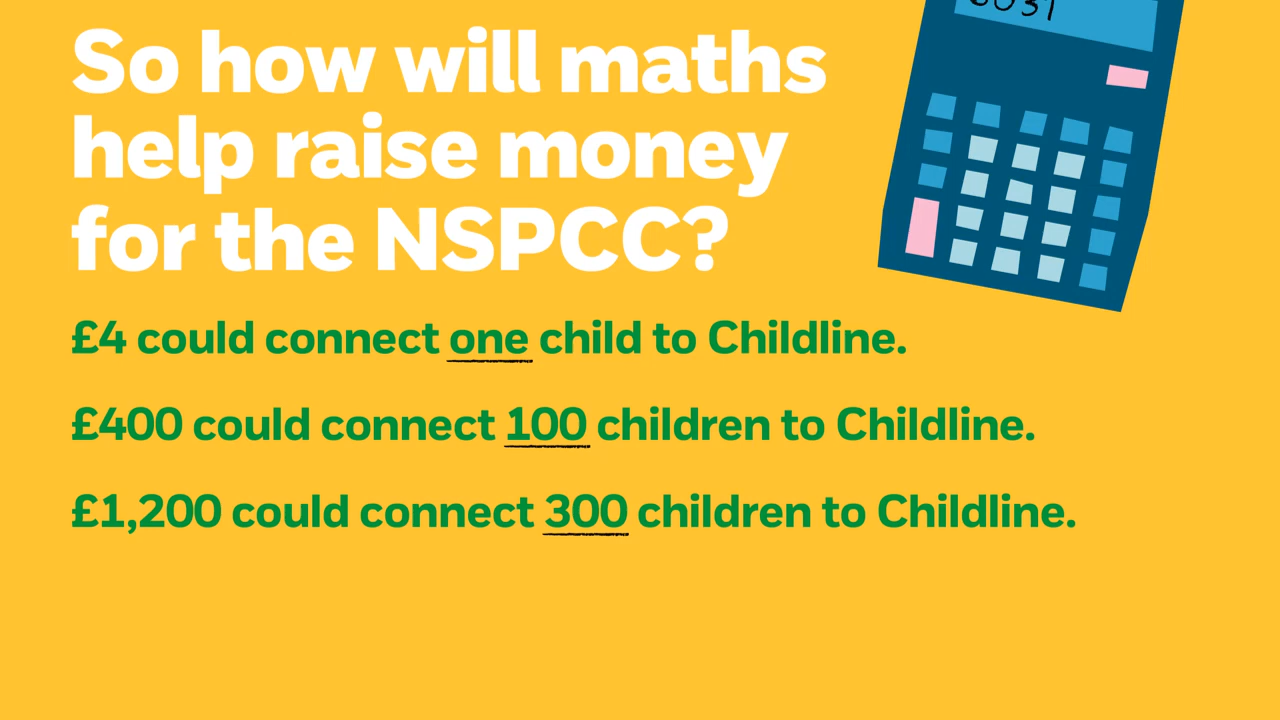 So how will maths
help raise money
for the NSPCC?
£4 could connect one child to Childline.
£400 could connect 100 children to Childline.
£1,200 could connect 300 children to Childline.